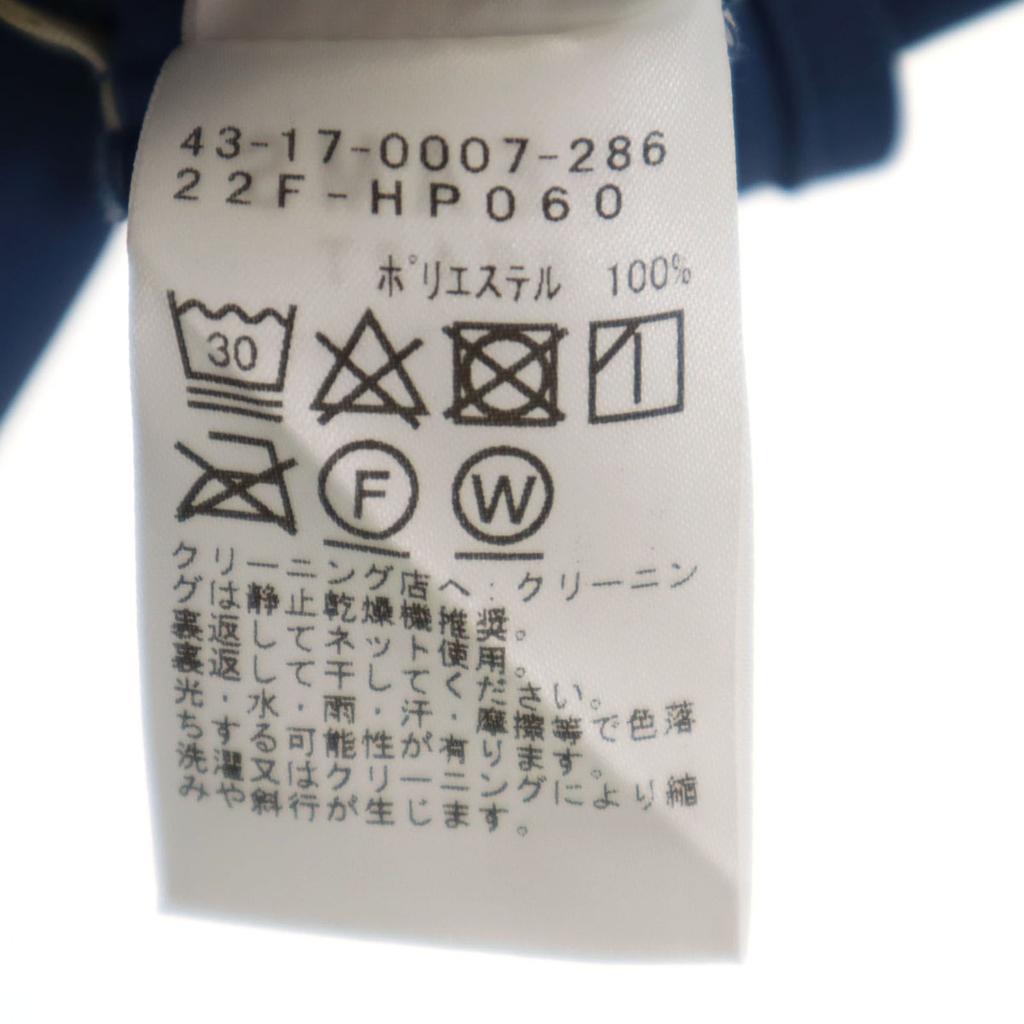 43-17-0007-286
22F-HP060
ポリエステル 100%
30
F
W
クリーニング店へ：クリーニン
グは静止乾燥機推奨。
裏返してネット使用。
裏返して干してください。
光・水・雨・汗・摩擦等で色落
ちする可能性が有ります。
洗濯又はクリーニングにより縮
みや斜行が生じます。